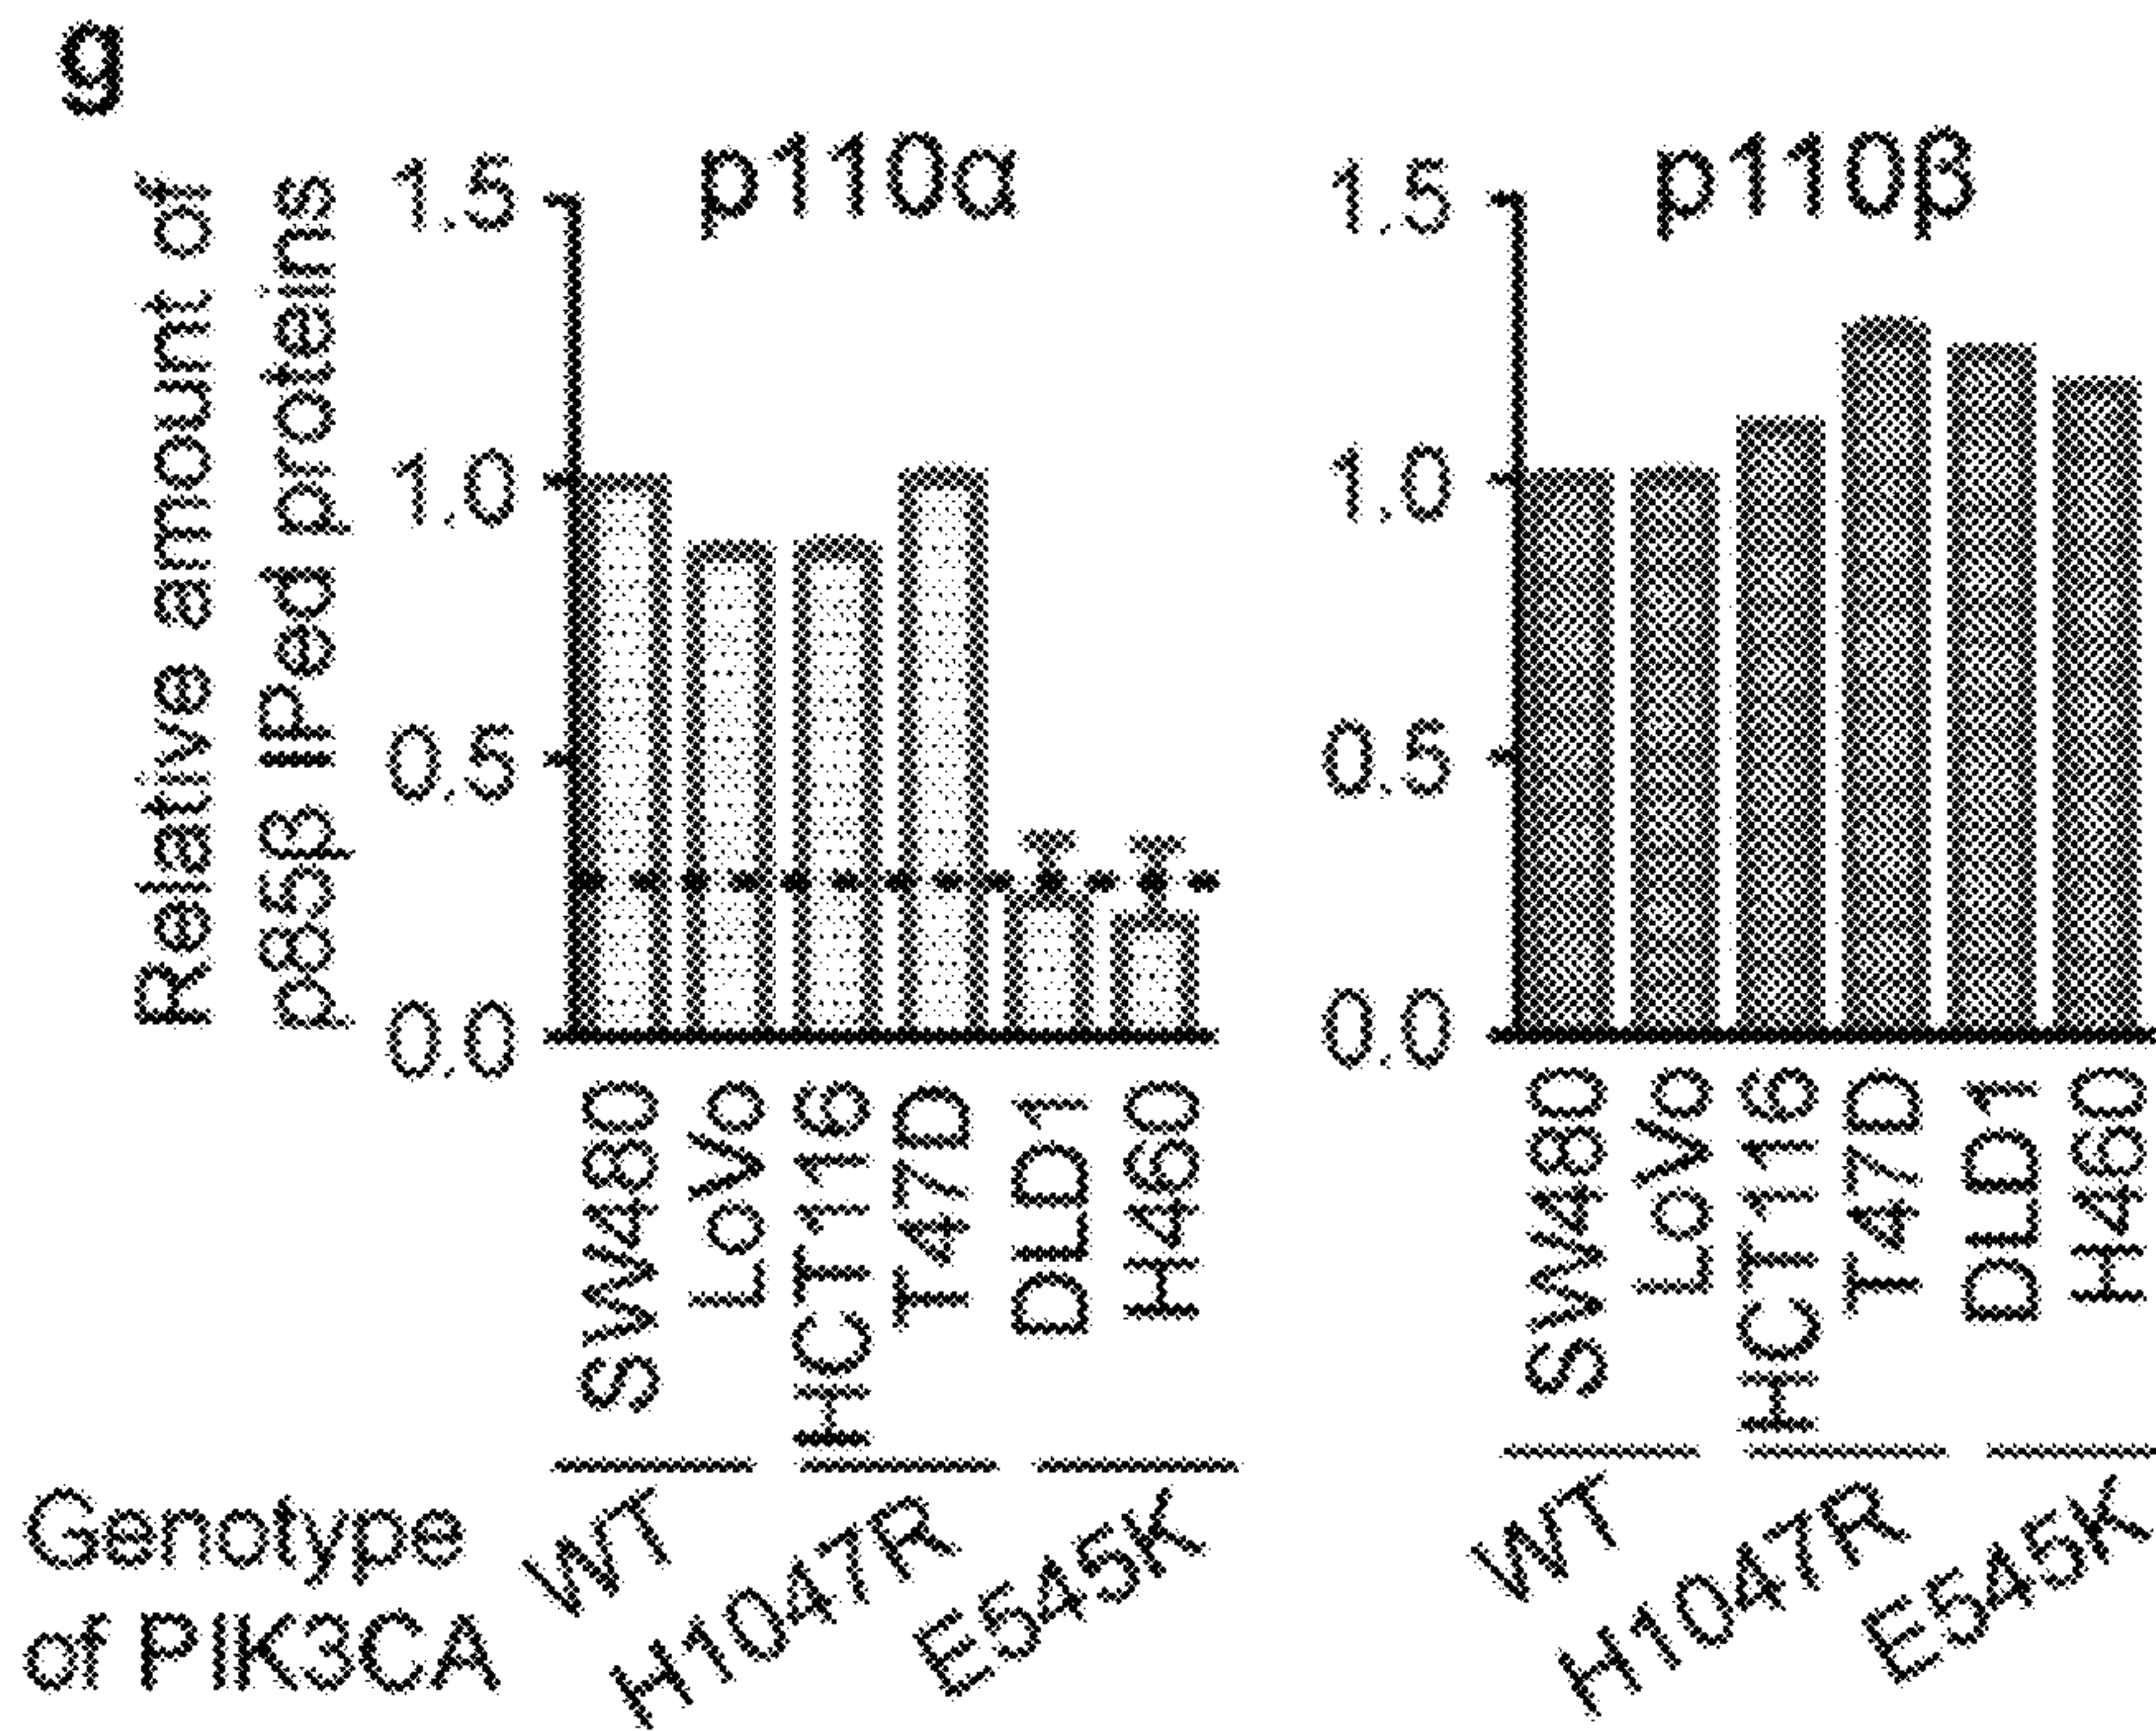 g
Relative amount of
p85β IPed proteins
p110α
1.5
1.0
0.5
0.0
SW480
LoVo
HCT116
T47D
DLD1
H460
p110β
1.5
1.0
0.5
0.0
SW480
LoVo
HCT116
T47D
DLD1
H460
Genotype
of PIK3CA
WT
H1047R
E545K
WT
H1047R
E545K